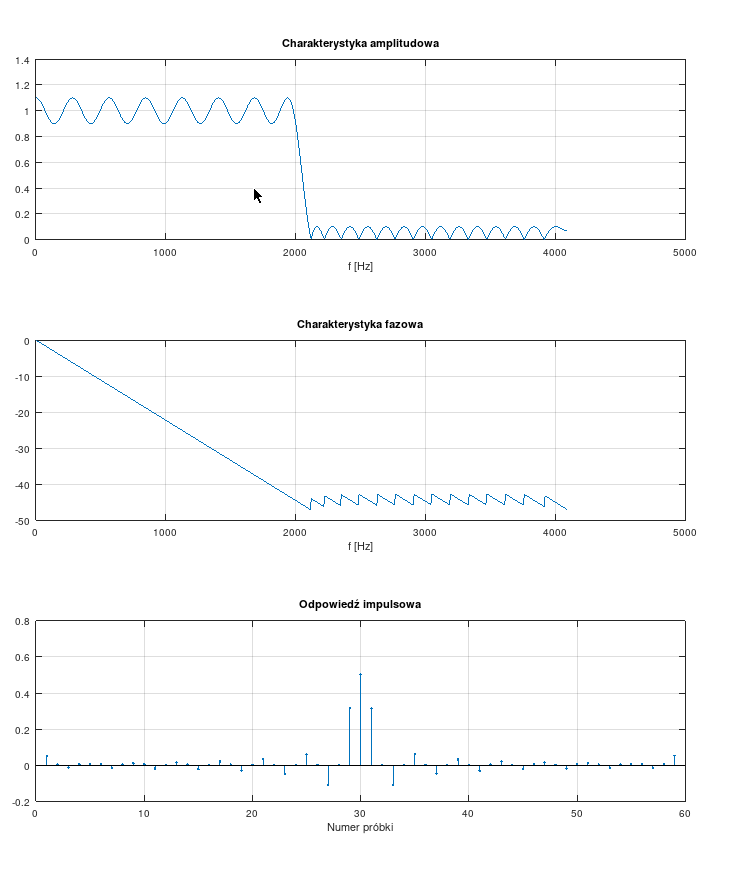 Charakterystyka amplitudowa
1.4
1.2
1
0.8
0.6
0.4
0.2
0
0 1000 2000 3000 4000 5000
f [Hz]
Charakterystyka fazowa
0
-10
-20
-30
-40
-50
0 1000 2000 3000 4000 5000
f [Hz]
Odpowiedź impulsowa
0.8
0.6
0.4
0.2
0
-0.2
0 10 20 30 40 50 60
Numer próbki